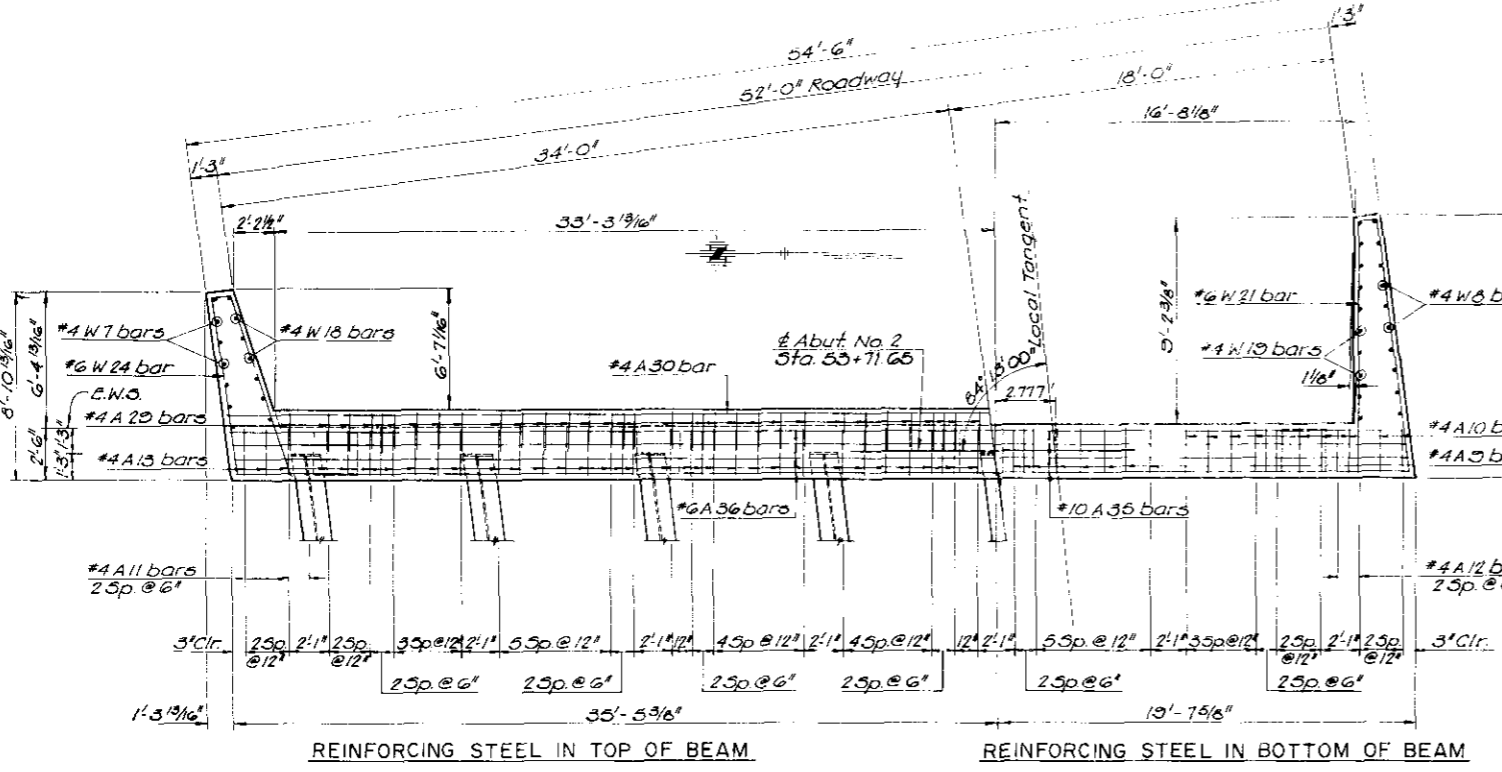 1'-3"
54'-6"
52'-0" Roadway
18'-0"
16'-8 1/8"
34'-0"
1'-3"
2'-2 1/2"
33'-3 13/16"
Local Tangent
#4 W 7 bars
#4 W 18 bars
#6 W 24 bar
E.W.S.
#4 A 29 bars
#4 A 13 bars
8'-10 13/16"
6'-4 13/16"
2'-6"
1'-3"
1'-3"
6'-7 1/16"
#4 A 30 bar
₵ Abut. No. 2
Sta. 53+71.65
2.777'
#6 W 21 bar
#4 W 8 b
#4 W 19 bars
9'-2 3/8"
1 1/8"
#4 A 10 b
#4 A 9 b
#6 A 36 bars
#10 A 35 bars
#4 A 11 bars
2 Sp. @ 6"
#4 A 12 b
2 Sp. @
3" Clr.
2 Sp. @ 12"
2'-1"
2 Sp. @ 12"
3 Sp @ 12"
2'-1"
5 Sp. @ 12"
2'-1"
12"
4 Sp @ 12"
2'-1"
4 Sp. @ 12"
12"
2'-1"
5 Sp. @ 12"
2'-1"
3 Sp @ 12"
2 Sp. @ 12"
2'-1"
2 Sp. @ 12"
3" Clr.
2 Sp. @ 6"
2 Sp. @ 6"
2 Sp. @ 6"
2 Sp. @ 6"
2 Sp. @ 6"
2 Sp. @ 6"
1'-3 13/16"
35'-5 3/8"
19'-7 5/8"
REINFORCING STEEL IN TOP OF BEAM
REINFORCING STEEL IN BOTTOM OF BEAM